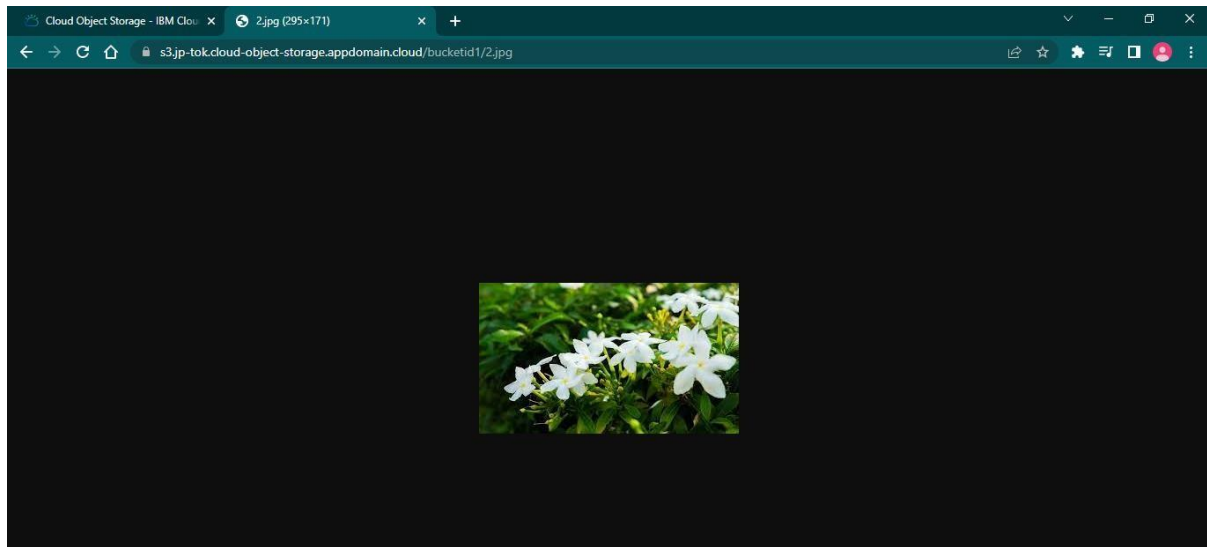 Cloud Object Storage - IBM Clou
2.jpg (295×171)
s3.jp-tok.cloud-object-storage.appdomain.cloud/bucketid1/2.jpg